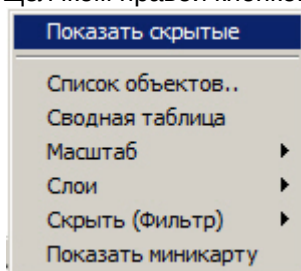 Показать скрытые
Список объектов..
Сводная таблица
Масштаб
Слои
Скрыть (Фильтр)
Показать миникарту